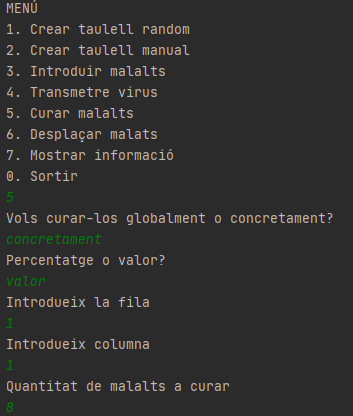 MENÚ
1. Crear taulell random
2. Crear taulell manual
3. Introduir malalts
4. Transmetre virus
5. Curar malalts
6. Desplaçar malats
7. Mostrar informació
0. Sortir
5
Vols curar-los globalment o concretament?
concretament
Percentatge o valor?
valor
Introdueix la fila
1
Introdueix columna
1
Quantitat de malalts a curar
8